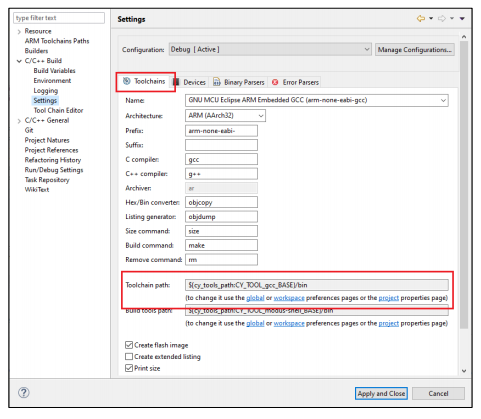 type filter text
Settings
Resource
ARM Toolchains Paths
Builders
C/C++ Build
Build Variables
Environment
Logging
Settings
Tool Chain Editor
C/C++ General
Git
Project Natures
Project References
Refactoring History
Run/Debug Settings
Task Repository
WikiText
Configuration: Debug [ Active ]
Manage Configurations...
Toolchains Devices Binary Parsers Error Parsers
Name: GNU MCU Eclipse ARM Embedded GCC (arm-none-eabi-gcc)
Architecture: ARM (AArch32)
Prefix: arm-none-eabi-
Suffix:
C compiler: gcc
C++ compiler: g++
Archiver: ar
Hex/Bin converter: objcopy
Listing generator: objdump
Size command: size
Build command: make
Remove command: rm
Toolchain path: ${cy_tools_path:CY_TOOL_gcc_BASE}/bin
(to change it use the global or workspace preferences pages or the project properties page)
Build tools path: ${cy_tools_path:CY_TOOL_modus-shell_BASE}/bin
(to change it use the global or workspace preferences pages or the project properties page)
Create flash image
Create extended listing
Print size
Apply and Close
Cancel